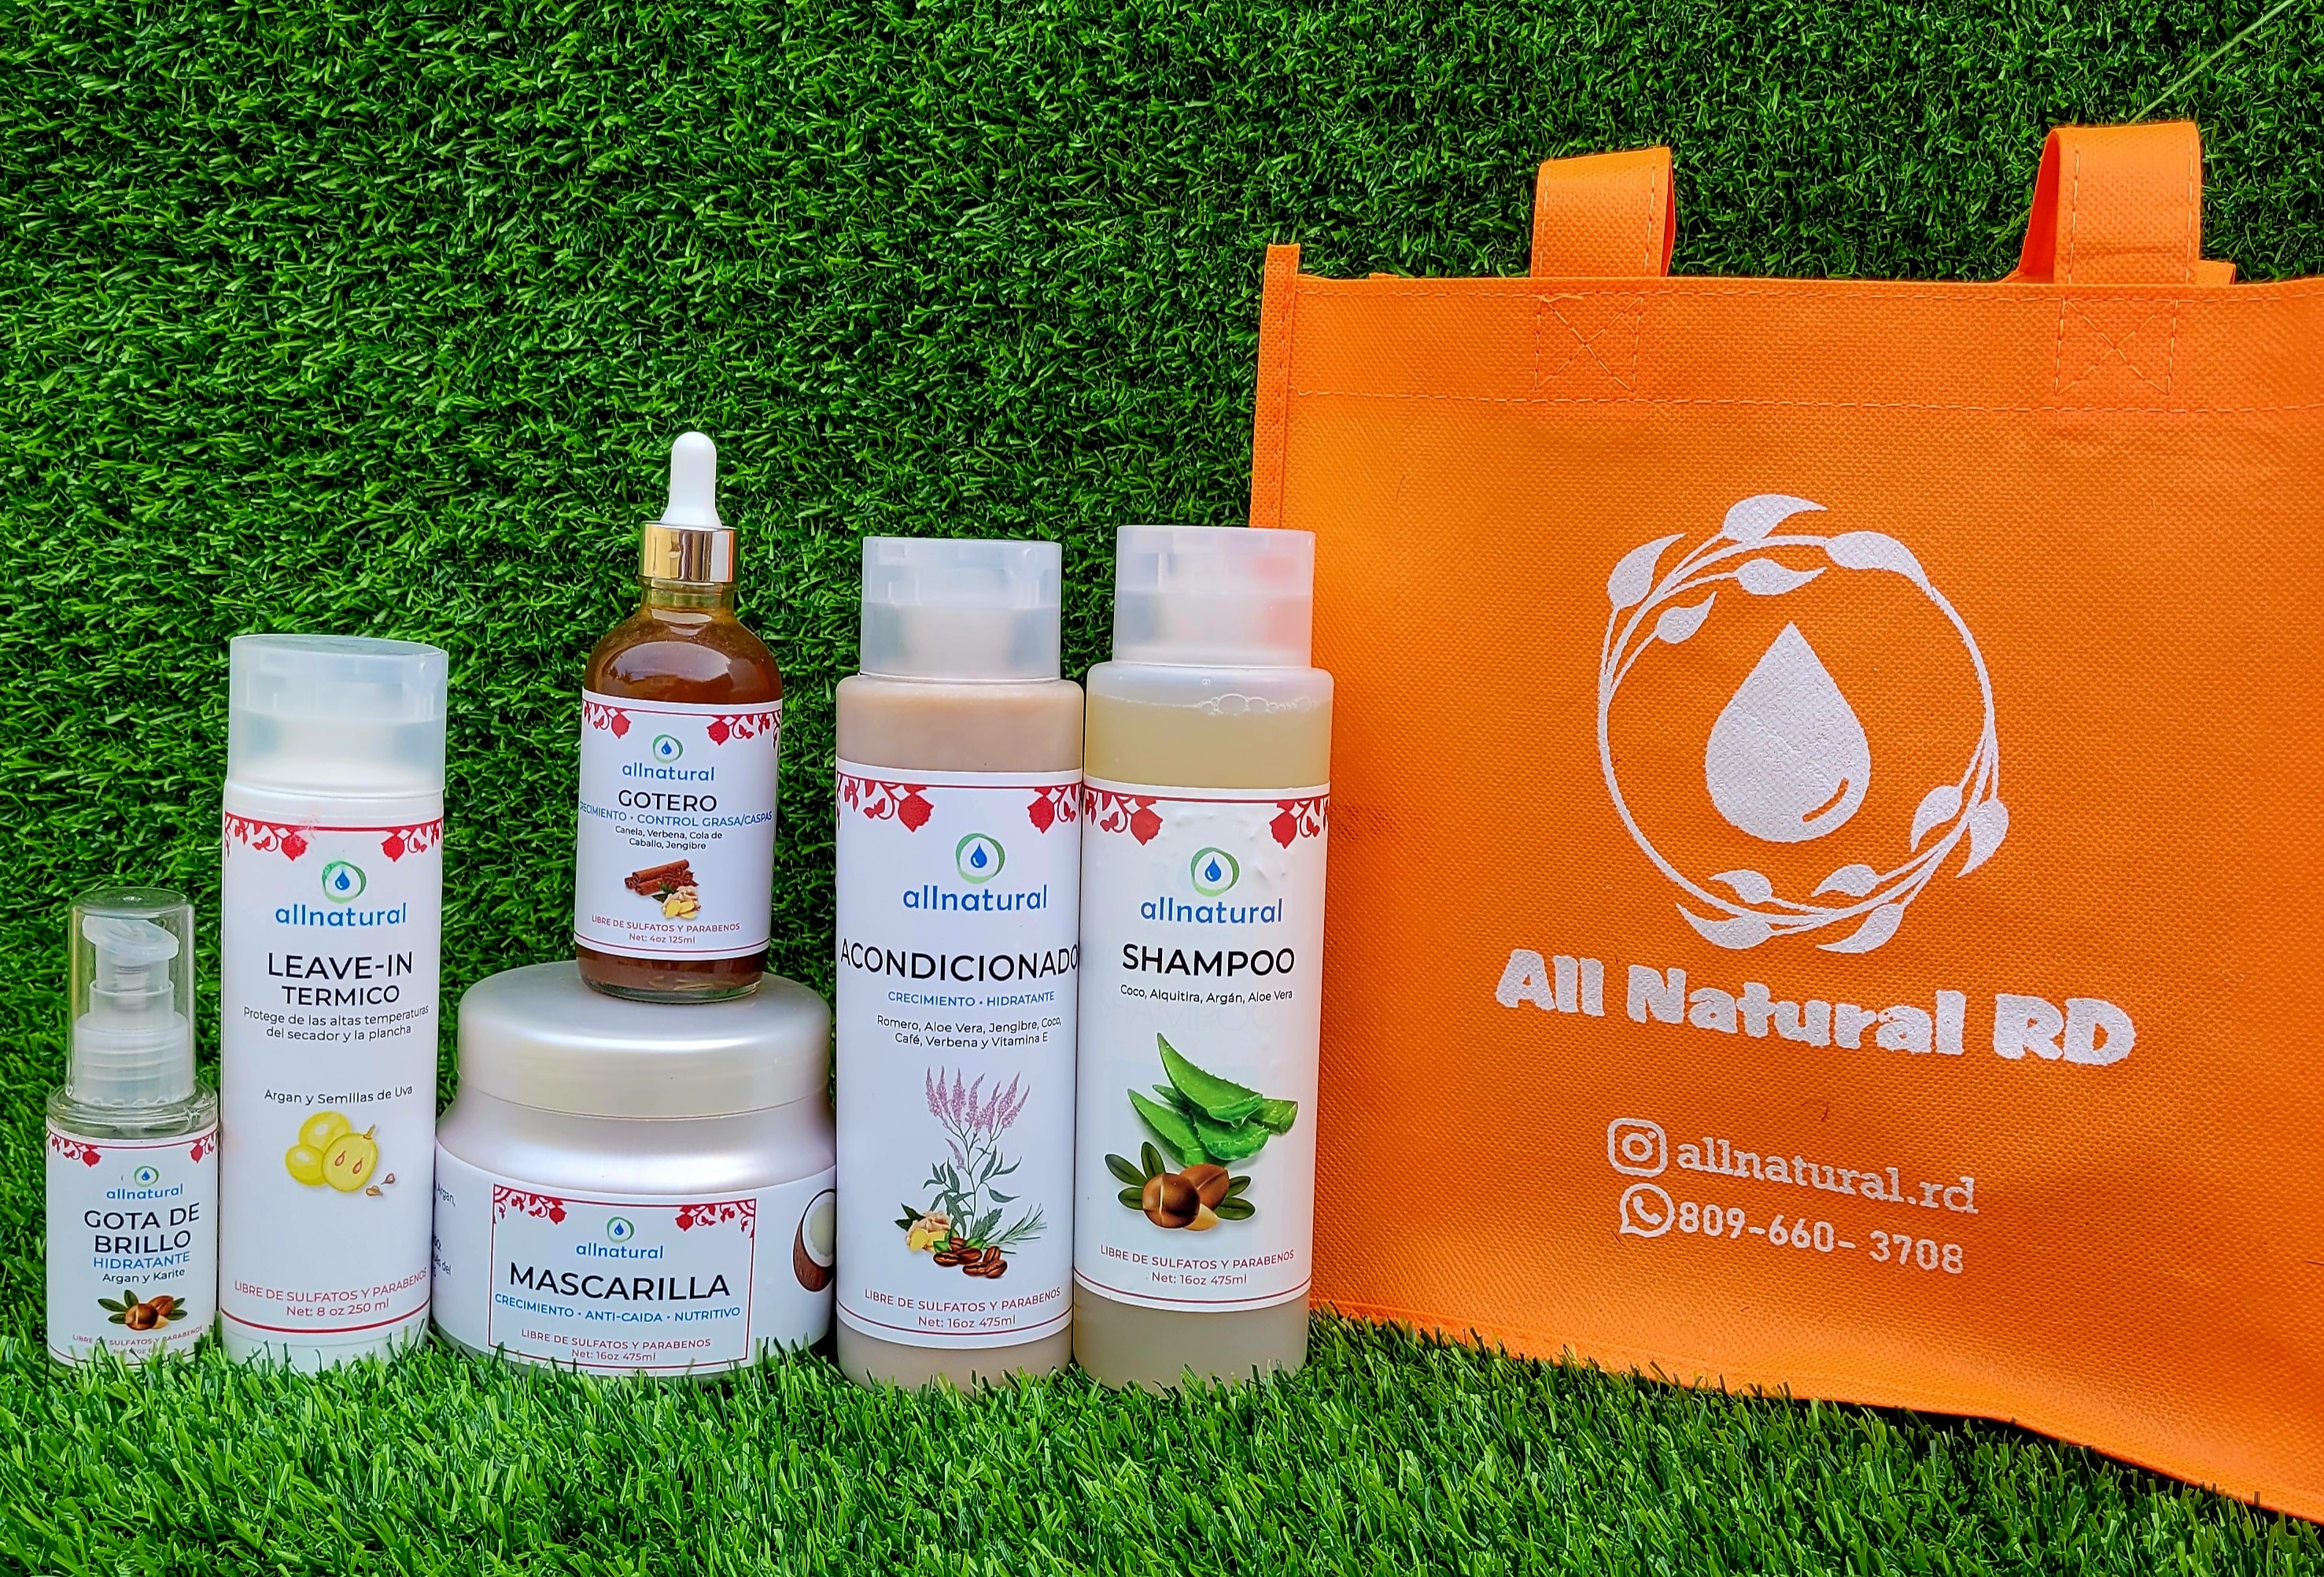 allnatural
GOTA DE
BRILLO
HIDRATANTE
Argan y Karite
LIBRE DE SULFATOS Y PARABENOS
allnatural
LEAVE-IN
TERMICO
Protege de las altas temperaturas
del secador y la plancha
Argan y Semillas de Uva
LIBRE DE SULFATOS Y PARABENOS
Net: 8 oz 250 ml
allnatural
GOTERO
CRECIMIENTO • CONTROL GRASA/CASPAS
Canela, Verbena, Cola de
Caballo, Jengibre
LIBRE DE SULFATOS Y PARABENOS
Net: 4oz 125ml
allnatural
MASCARILLA
CRECIMIENTO • ANTI-CAIDA • NUTRITIVO
LIBRE DE SULFATOS Y PARABENOS
Net: 16oz 475ml
allnatural
ACONDICIONADO
CRECIMIENTO • HIDRATANTE
Romero, Aloe Vera, Jengibre, Coco,
Café, Verbena y Vitamina E
LIBRE DE SULFATOS Y PARABENOS
Net: 16oz 475ml
allnatural
SHAMPOO
Coco, Alquitira, Argán, Aloe Vera
LIBRE DE SULFATOS Y PARABENOS
Net: 16oz 475ml
All Natural RD
allnatural.rd
809-660- 3708